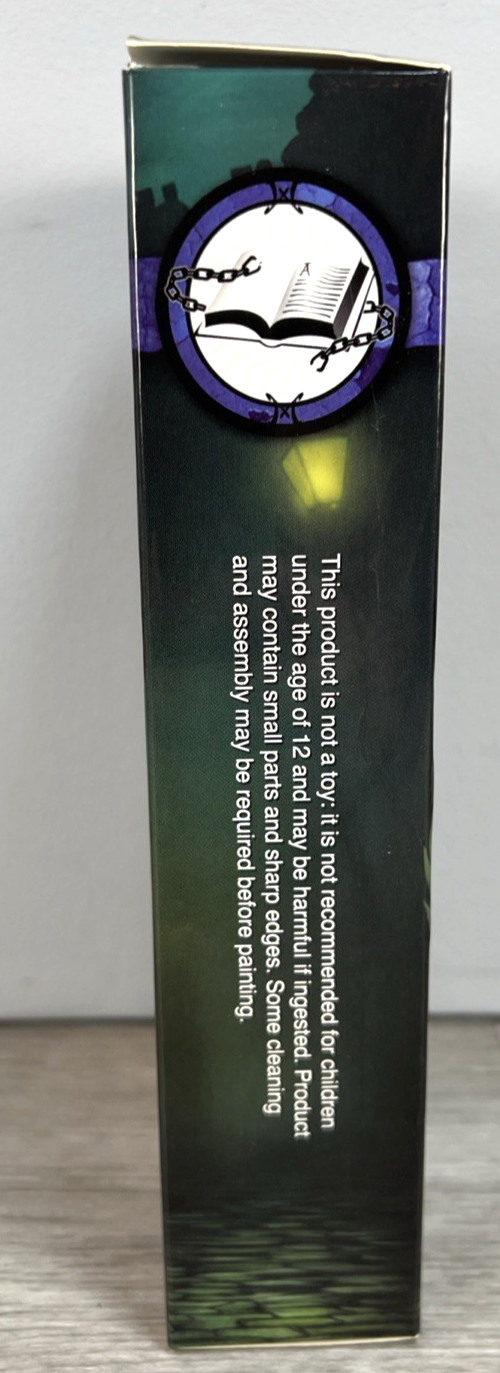 This product is not a toy: it is not recommended for children
under the age of 12 and may be harmful if ingested. Product
may contain small parts and sharp edges. Some cleaning
and assembly may be required before painting.